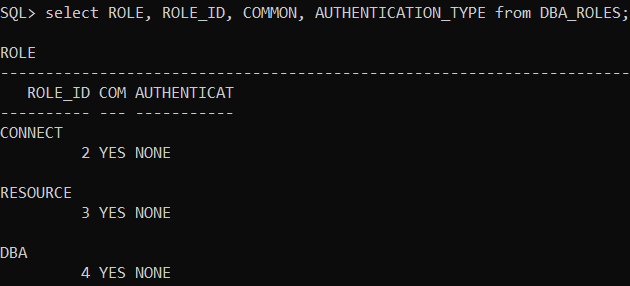 SQL> select ROLE, ROLE_ID, COMMON, AUTHENTICATION_TYPE from DBA_ROLES;
ROLE
--------------------------------------------------------------------------------
ROLE_ID COM AUTHENTICAT
---------- --- -----------
CONNECT
2 YES NONE
RESOURCE
3 YES NONE
DBA
4 YES NONE